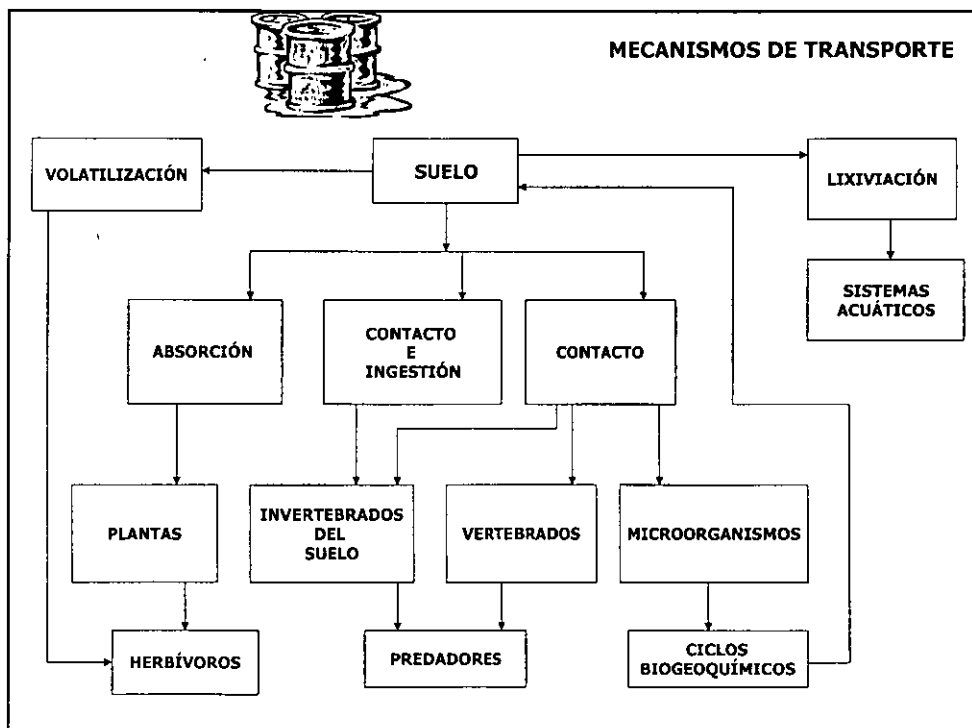 MECANISMOS DE TRANSPORTE
VOLATILIZACIÓN
SUELO
LIXIVIACIÓN
SISTEMAS
ACUÁTICOS
ABSORCIÓN
CONTACTO
E
INGESTIÓN
CONTACTO
PLANTAS
INVERTEBRADOS
DEL
SUELO
VERTEBRADOS
MICROORGANISMOS
HERBÍVOROS
PREDADORES
CICLOS
BIOGEOQUÍMICOS